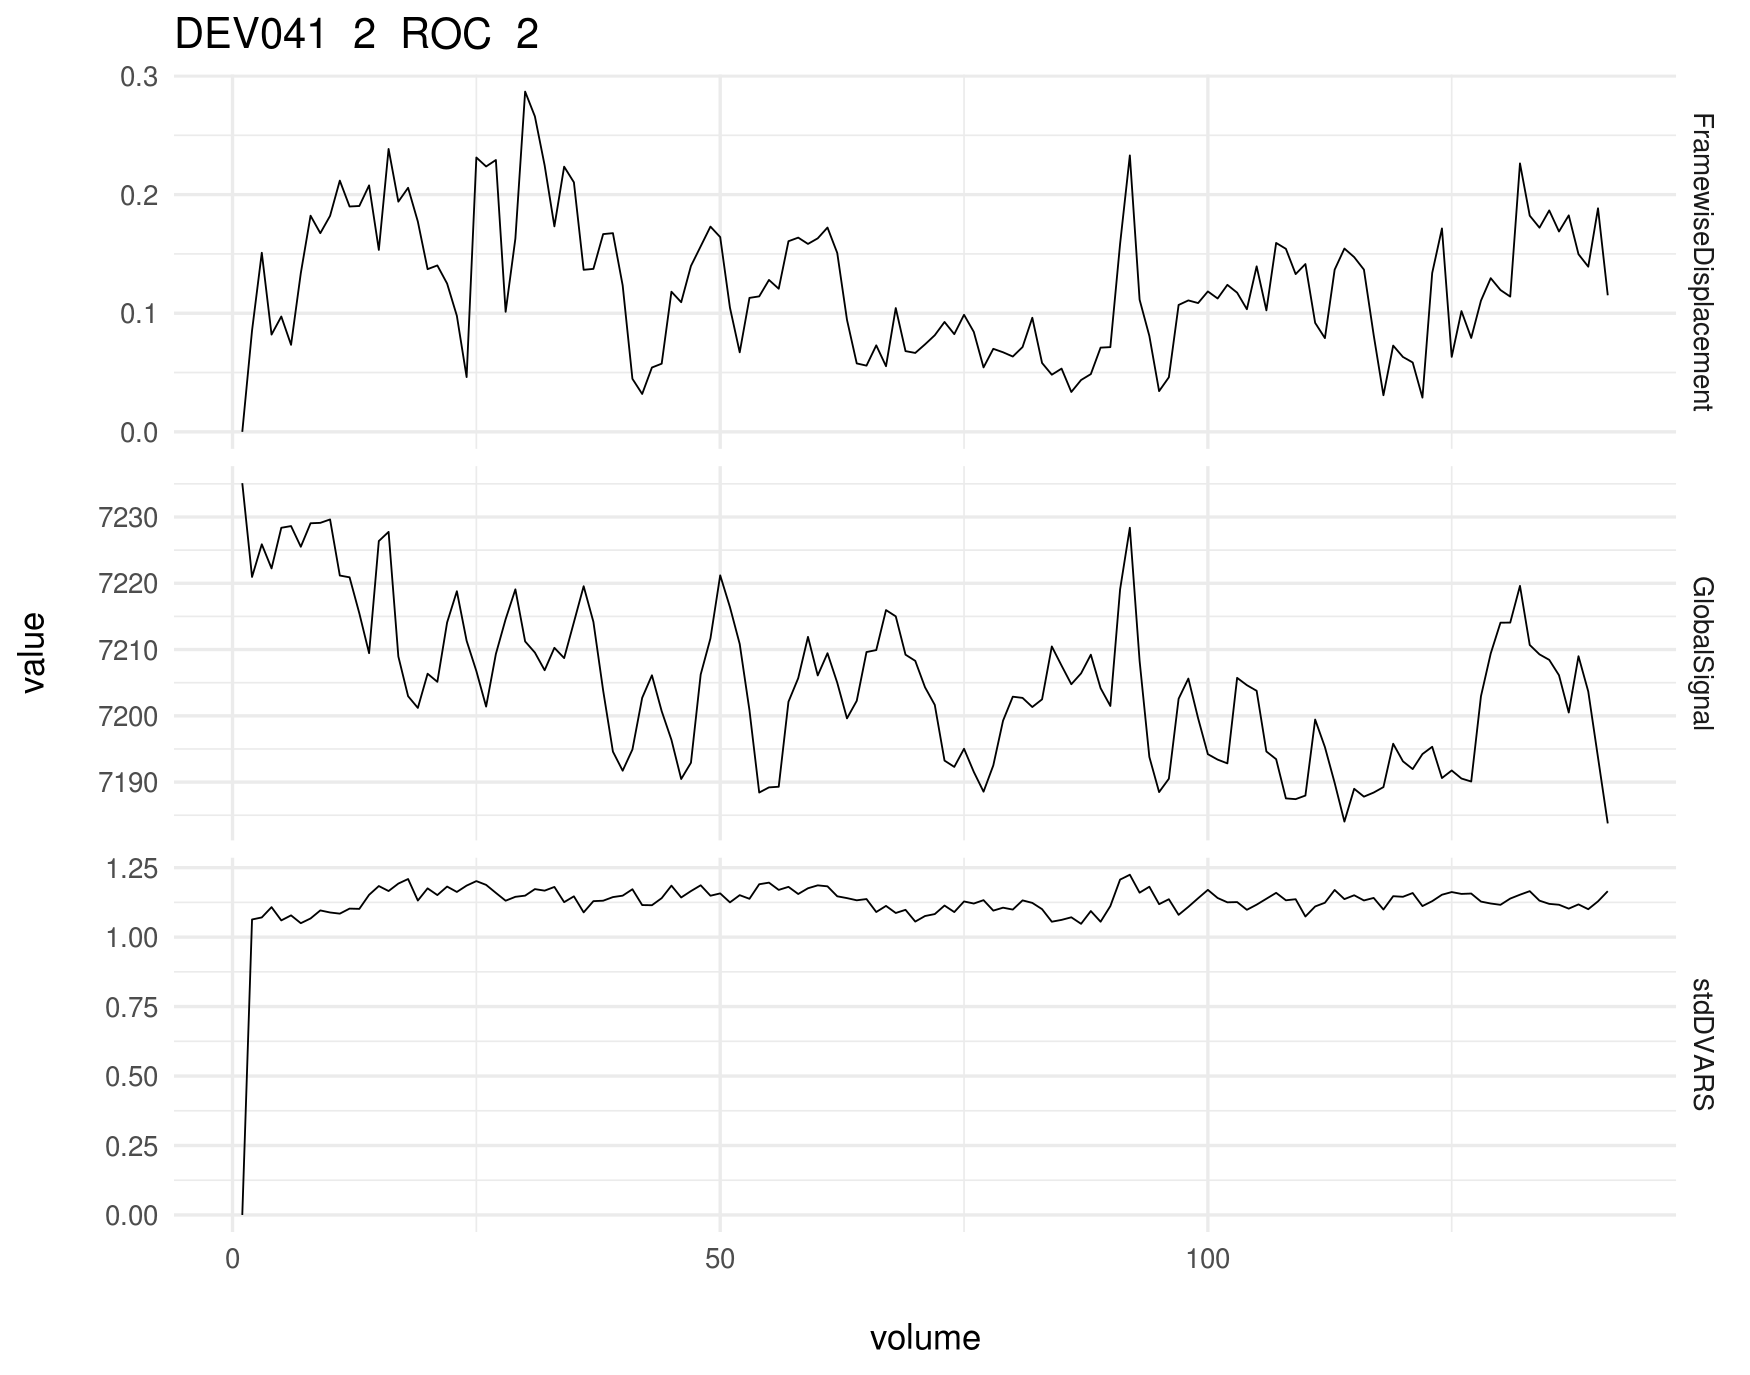 DEV041 2 ROC 2
0.3
0.2
0.1
0.0
FramewiseDisplacement
7230
7220
7210
7200
7190
GlobalSignal
1.25
1.00
0.75
0.50
0.25
0.00
stdDVARS
value
0 50 100
volume